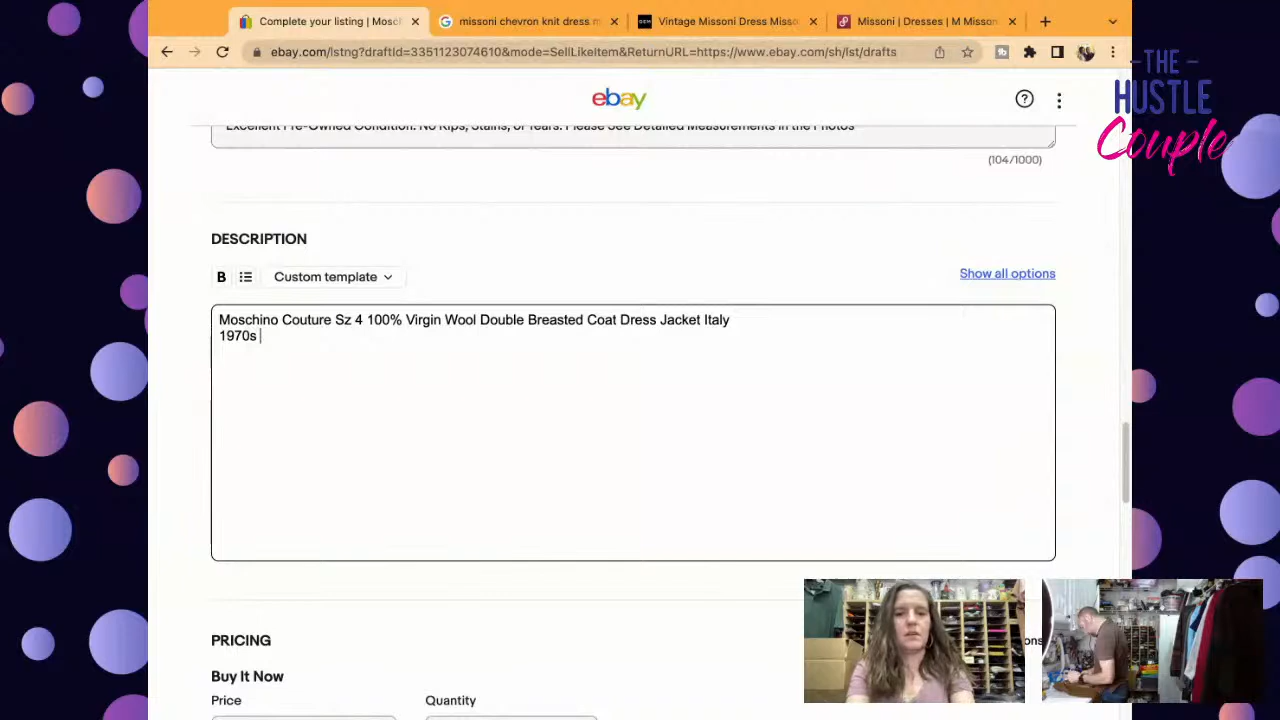 Complete your listing | Mosch
missoni chevron knit dress m
Vintage Missoni Dress Misso
Missoni | Dresses | M Misson
ebay.com/lstng?draftId=3351123074610&mode=SellLikeItem&ReturnURL=https://www.ebay.com/sh/lst/drafts
- THE -
HUSTLE
Couple
ebay
Excellent Pre-Owned Condition. No Rips, Stains, or Tears. Please See Detailed Measurements in the Photos
(104/1000)
DESCRIPTION
B
Custom template
Show all options
Moschino Couture Sz 4 100% Virgin Wool Double Breasted Coat Dress Jacket Italy
1970s
PRICING
Buy It Now
Price
Quantity